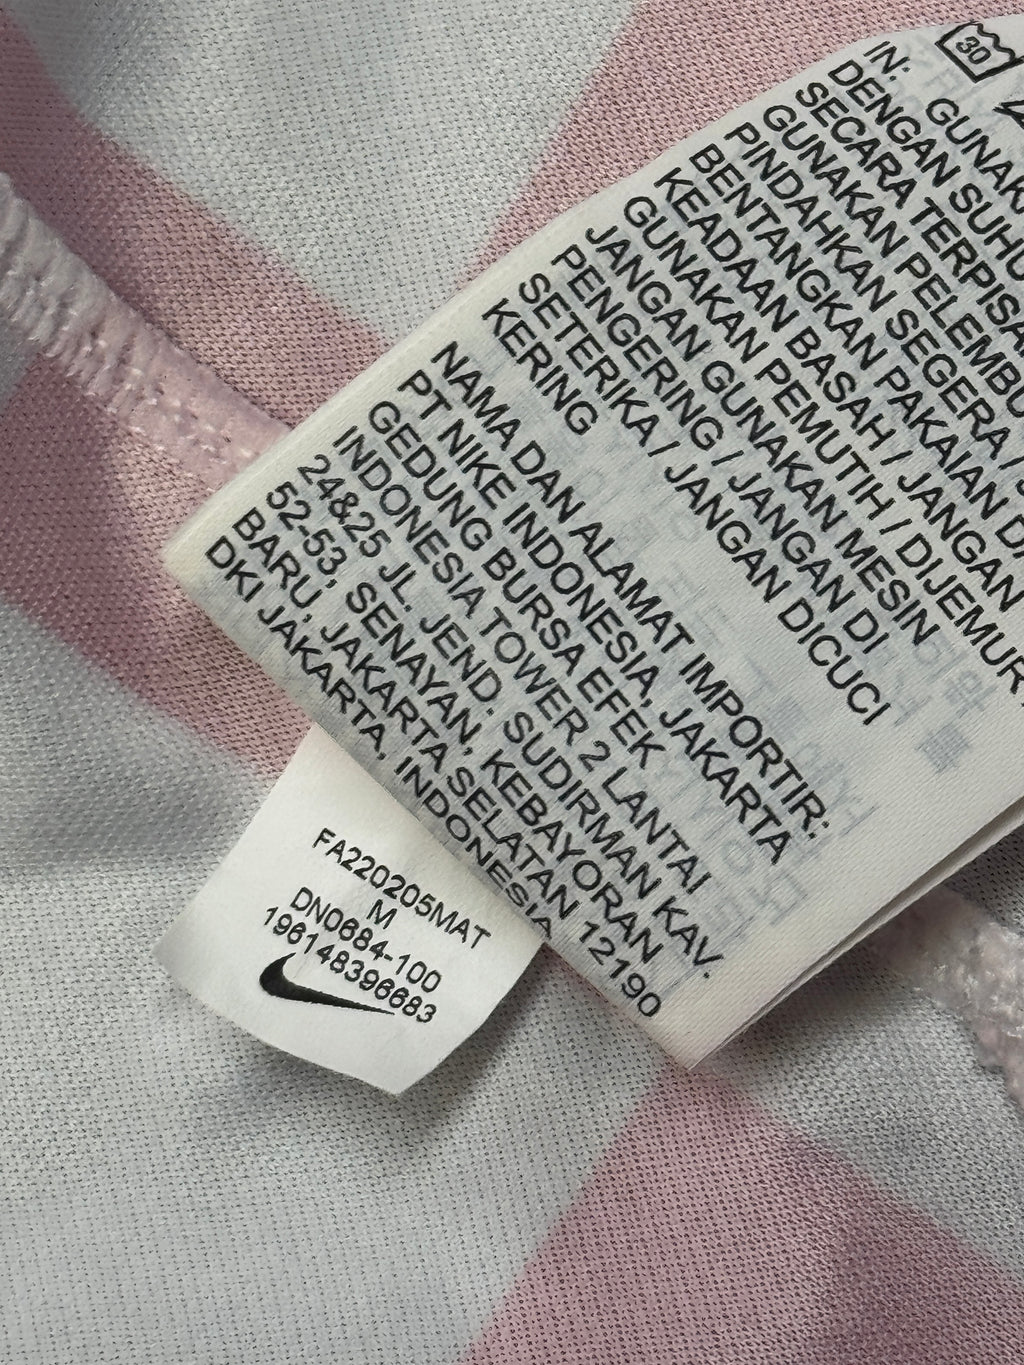 30
IN: GUNAK
DENGAN SUHU
SECARA TERPISA
GUNAKAN PELEMBU
PINDAHKAN SEGERA /
BENTANGKAN PAKAIAN D
KEADAAN BASAH / JANGAN
GUNAKAN PEMUTIH / DIJEMUR
JANGAN GUNAKAN MESIN
PENGERING / JANGAN DI
SETERIKA / JANGAN DICUCI
KERING
NAMA DAN ALAMAT IMPORTIR:
PT NIKE INDONESIA, JAKARTA
GEDUNG BURSA EFEK
INDONESIA TOWER 2 LANTAI
24&25 JL. JEND. SUDIRMAN KAV.
52-53, SENAYAN, KEBAYORAN
BARU, JAKARTA SELATAN 12190
DKI JAKARTA, INDONESIA
FA220205MAT
M
DN0684-100
196148396683